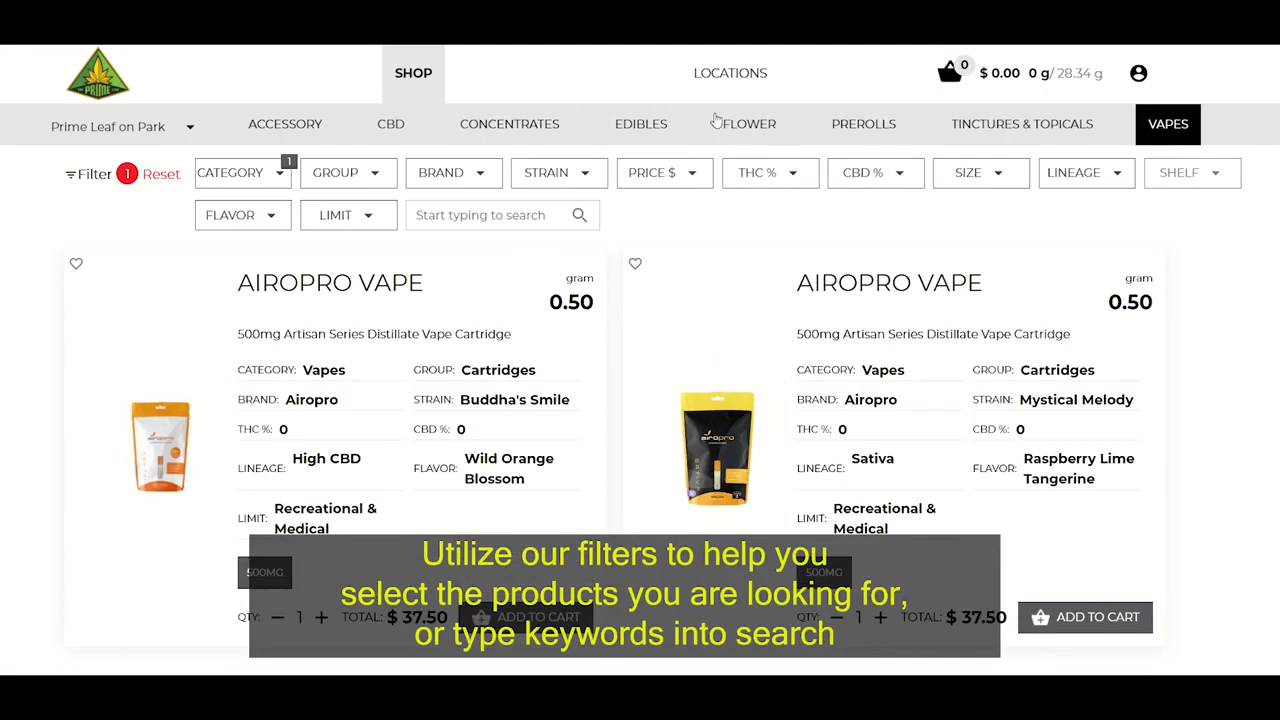 PRIME
SHOP
LOCATIONS
0 $ 0.00 0 g/ 28.34 g
Prime Leaf on Park
ACCESSORY CBD CONCENTRATES EDIBLES FLOWER PREROLLS TINCTURES & TOPICALS VAPES
Filter 1 Reset
CATEGORY 1 GROUP BRAND STRAIN PRICE $ THC % CBD % SIZE LINEAGE SHELF
FLAVOR LIMIT Start typing to search
AIROPRO VAPE
gram
0.50
500mg Artisan Series Distillate Vape Cartridge
CATEGORY: Vapes GROUP: Cartridges
BRAND: Airopro STRAIN: Buddha's Smile
THC %: 0 CBD %: 0
LINEAGE: High CBD FLAVOR: Wild Orange
Blossom
LIMIT: Recreational &
Medical
500MG
QTY: − 1 + TOTAL: $ 37.50 ADD TO CART
airopro
AIROPRO VAPE
gram
0.50
500mg Artisan Series Distillate Vape Cartridge
CATEGORY: Vapes GROUP: Cartridges
BRAND: Airopro STRAIN: Mystical Melody
THC %: 0 CBD %: 0
LINEAGE: Sativa FLAVOR: Raspberry Lime
Tangerine
LIMIT: Recreational &
Medical
500MG
QTY: − 1 + TOTAL: $ 37.50 ADD TO CART
airopro
Utilize our filters to help you
select the products you are looking for,
or type keywords into search